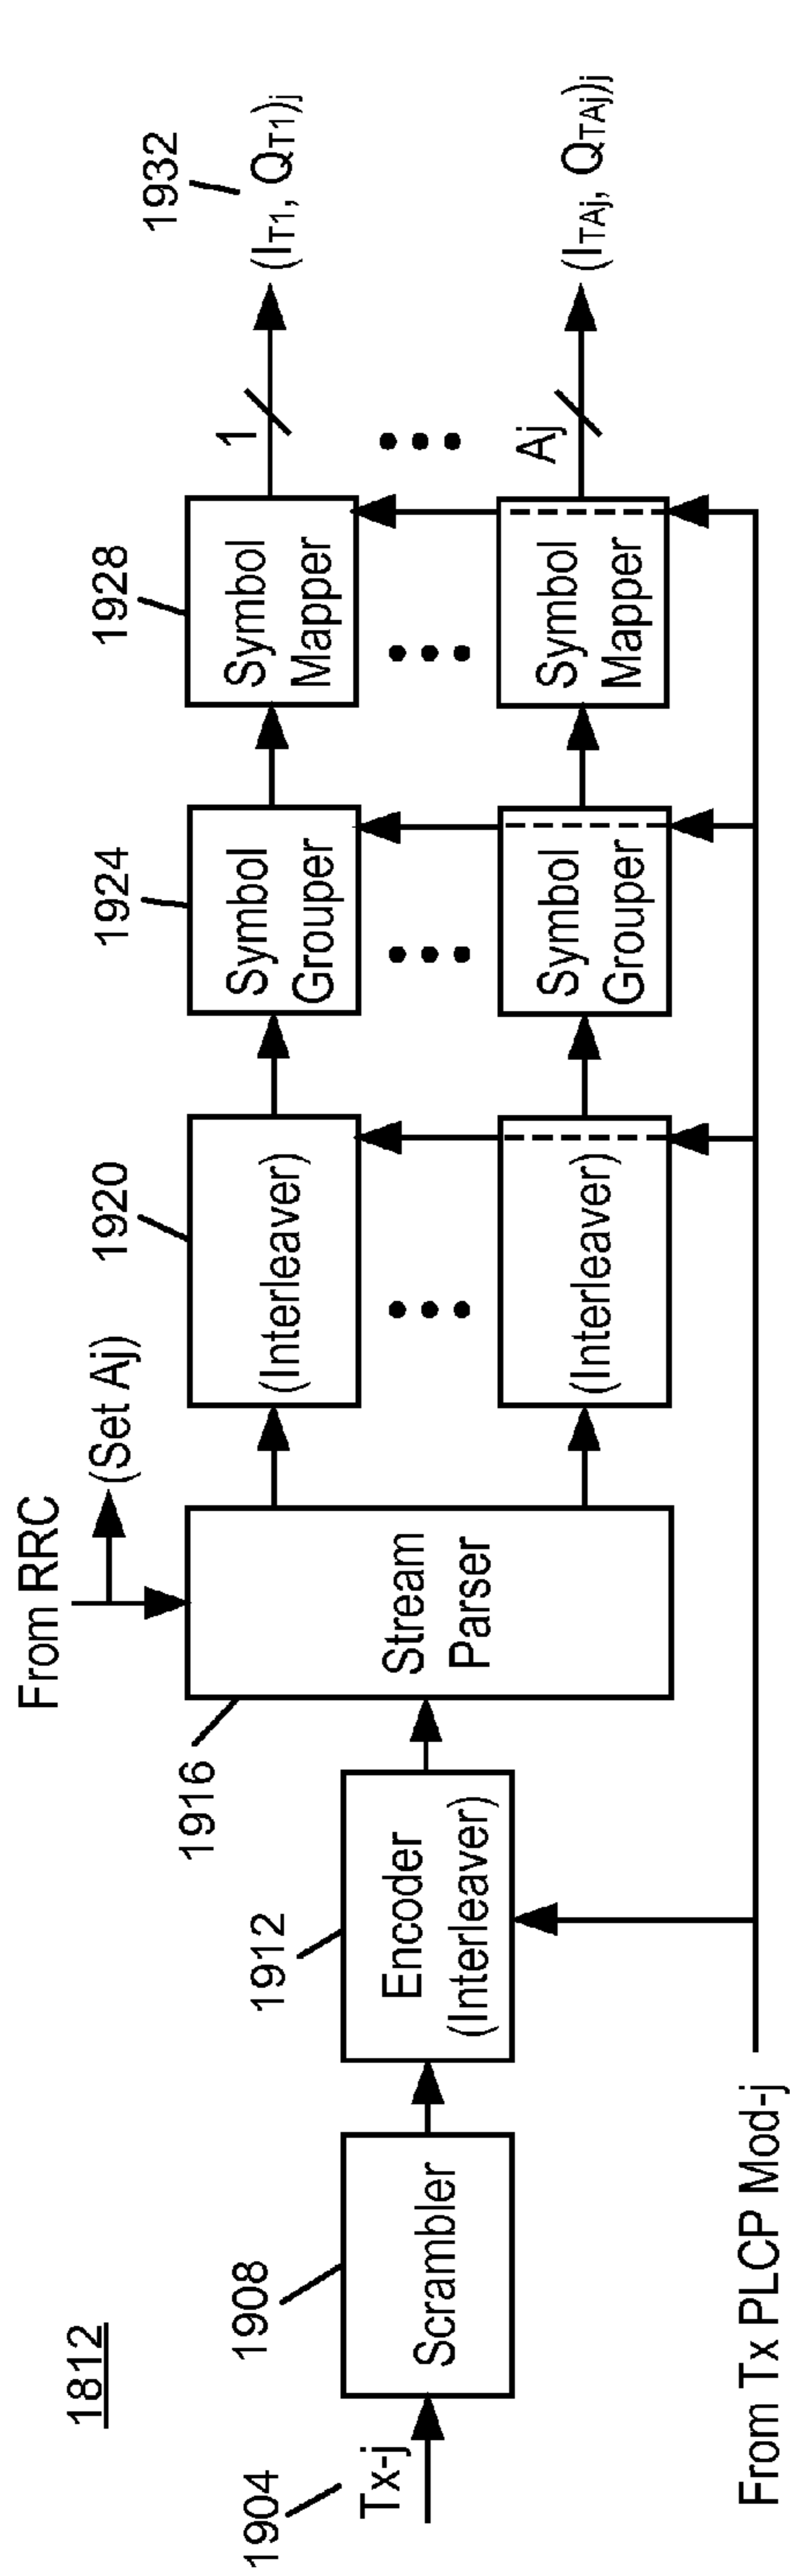 1812
1904
Tx-j
1908
Scrambler
1912
Encoder
(Interleaver)
1916
Stream
Parser
From RRC
(Set Aj)
1920
(Interleaver)
(Interleaver)
1924
Symbol
Grouper
Symbol
Grouper
1928
Symbol
Mapper
Symbol
Mapper
1
Aj
1932
(IT1, QT1)j
(ITAj, QTAj)j
From Tx PLCP Mod-j